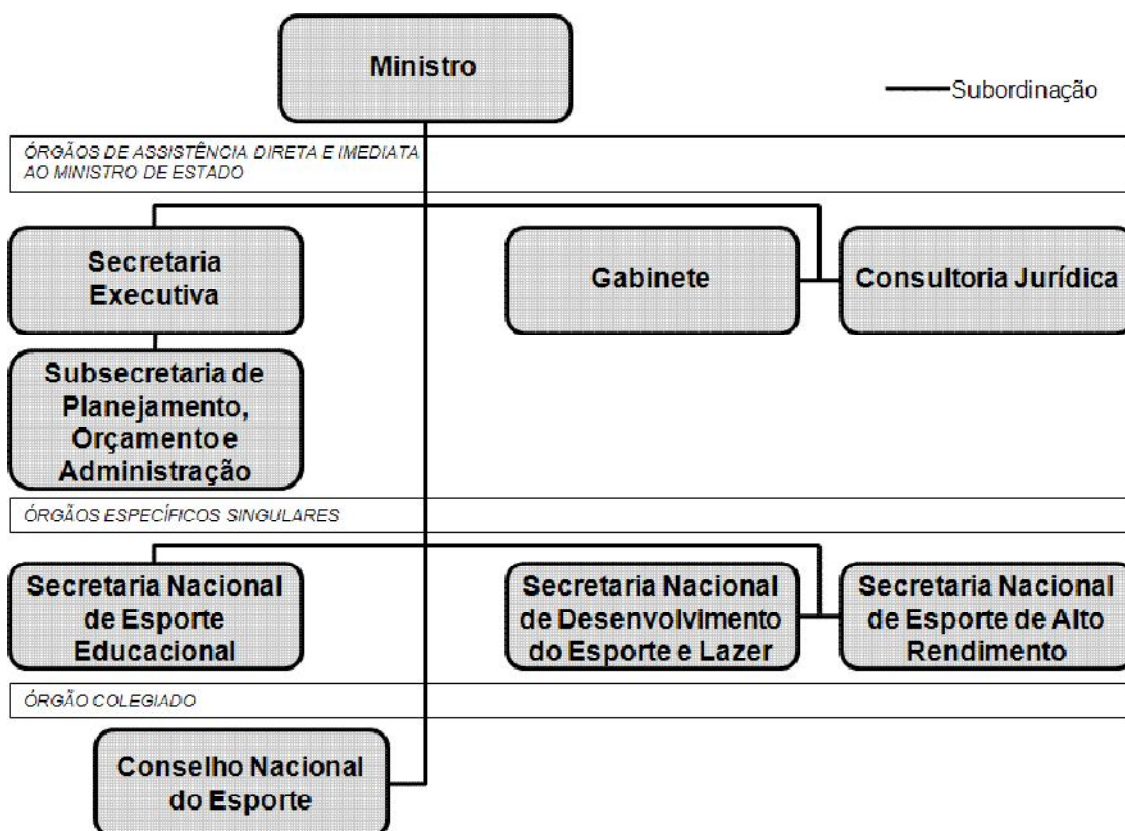 Ministro
Subordinação
ÓRGÃOS DE ASSISTÊNCIA DIRETA E IMEDIATA
AO MINISTRO DE ESTADO
Secretaria
Executiva
Gabinete
Consultoria Jurídica
Subsecretaria de
Planejamento,
Orçamento e
Administração
ÓRGÃOS ESPECÍFICOS SINGULARES
Secretaria Nacional
de Esporte
Educacional
Secretaria Nacional
de Desenvolvimento
do Esporte e Lazer
Secretaria Nacional
de Esporte de Alto
Rendimento
ÓRGÃO COLEGIADO
Conselho Nacional
do Esporte